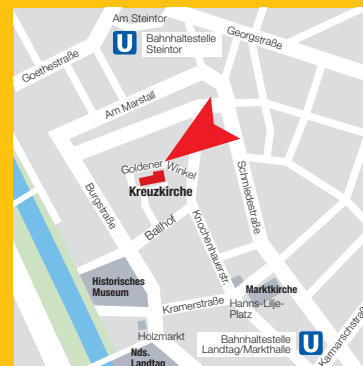 Am Steintor
U
Bahnhaltestelle
Steintor
Georgstraße
Goethestraße
Am Marstall
Goldener Winkel
Kreuzkirche
Burgstraße
Ballhof
Knochenhauerstr.
Schmiedestraße
Historisches
Museum
Kramerstraße
Marktkirche
Hanns-Lilje-
Platz
Holzmarkt
Nds.
Landtag
Bahnhaltestelle
Landtag/Markthalle
U
Karmarschstraß